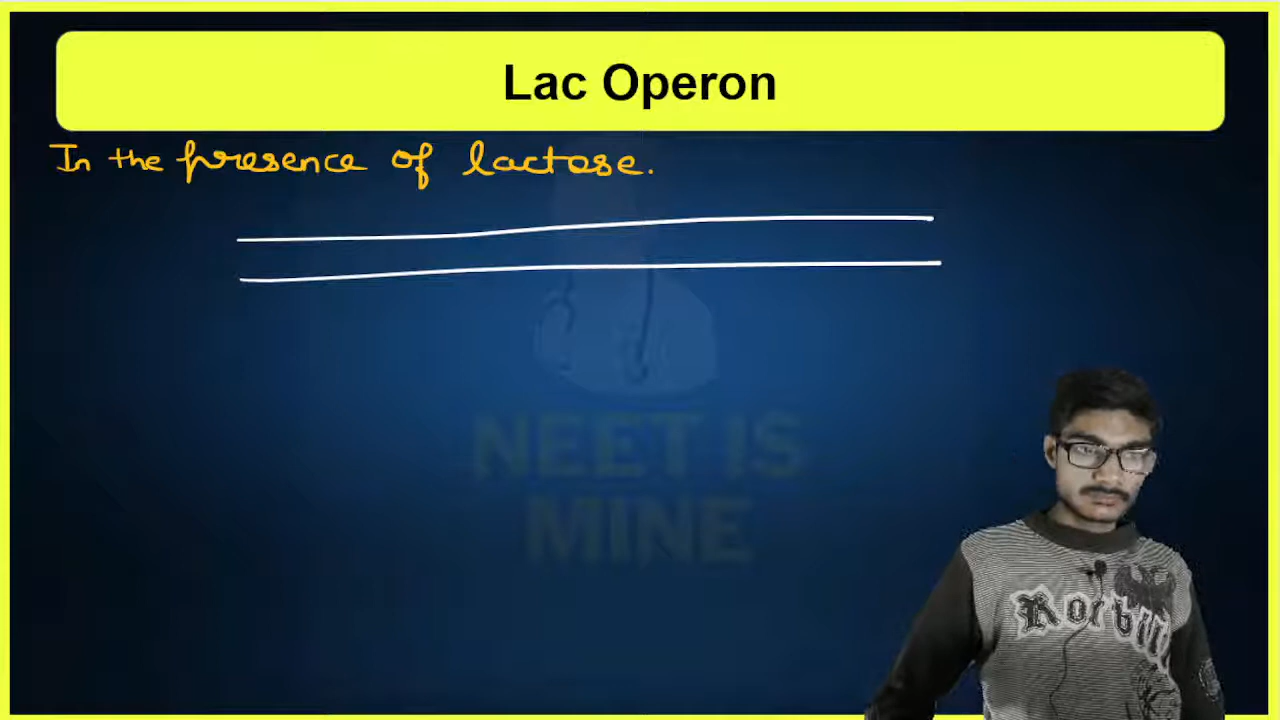 Lac Operon
In the presence of lactose.
NEET IS
MINE